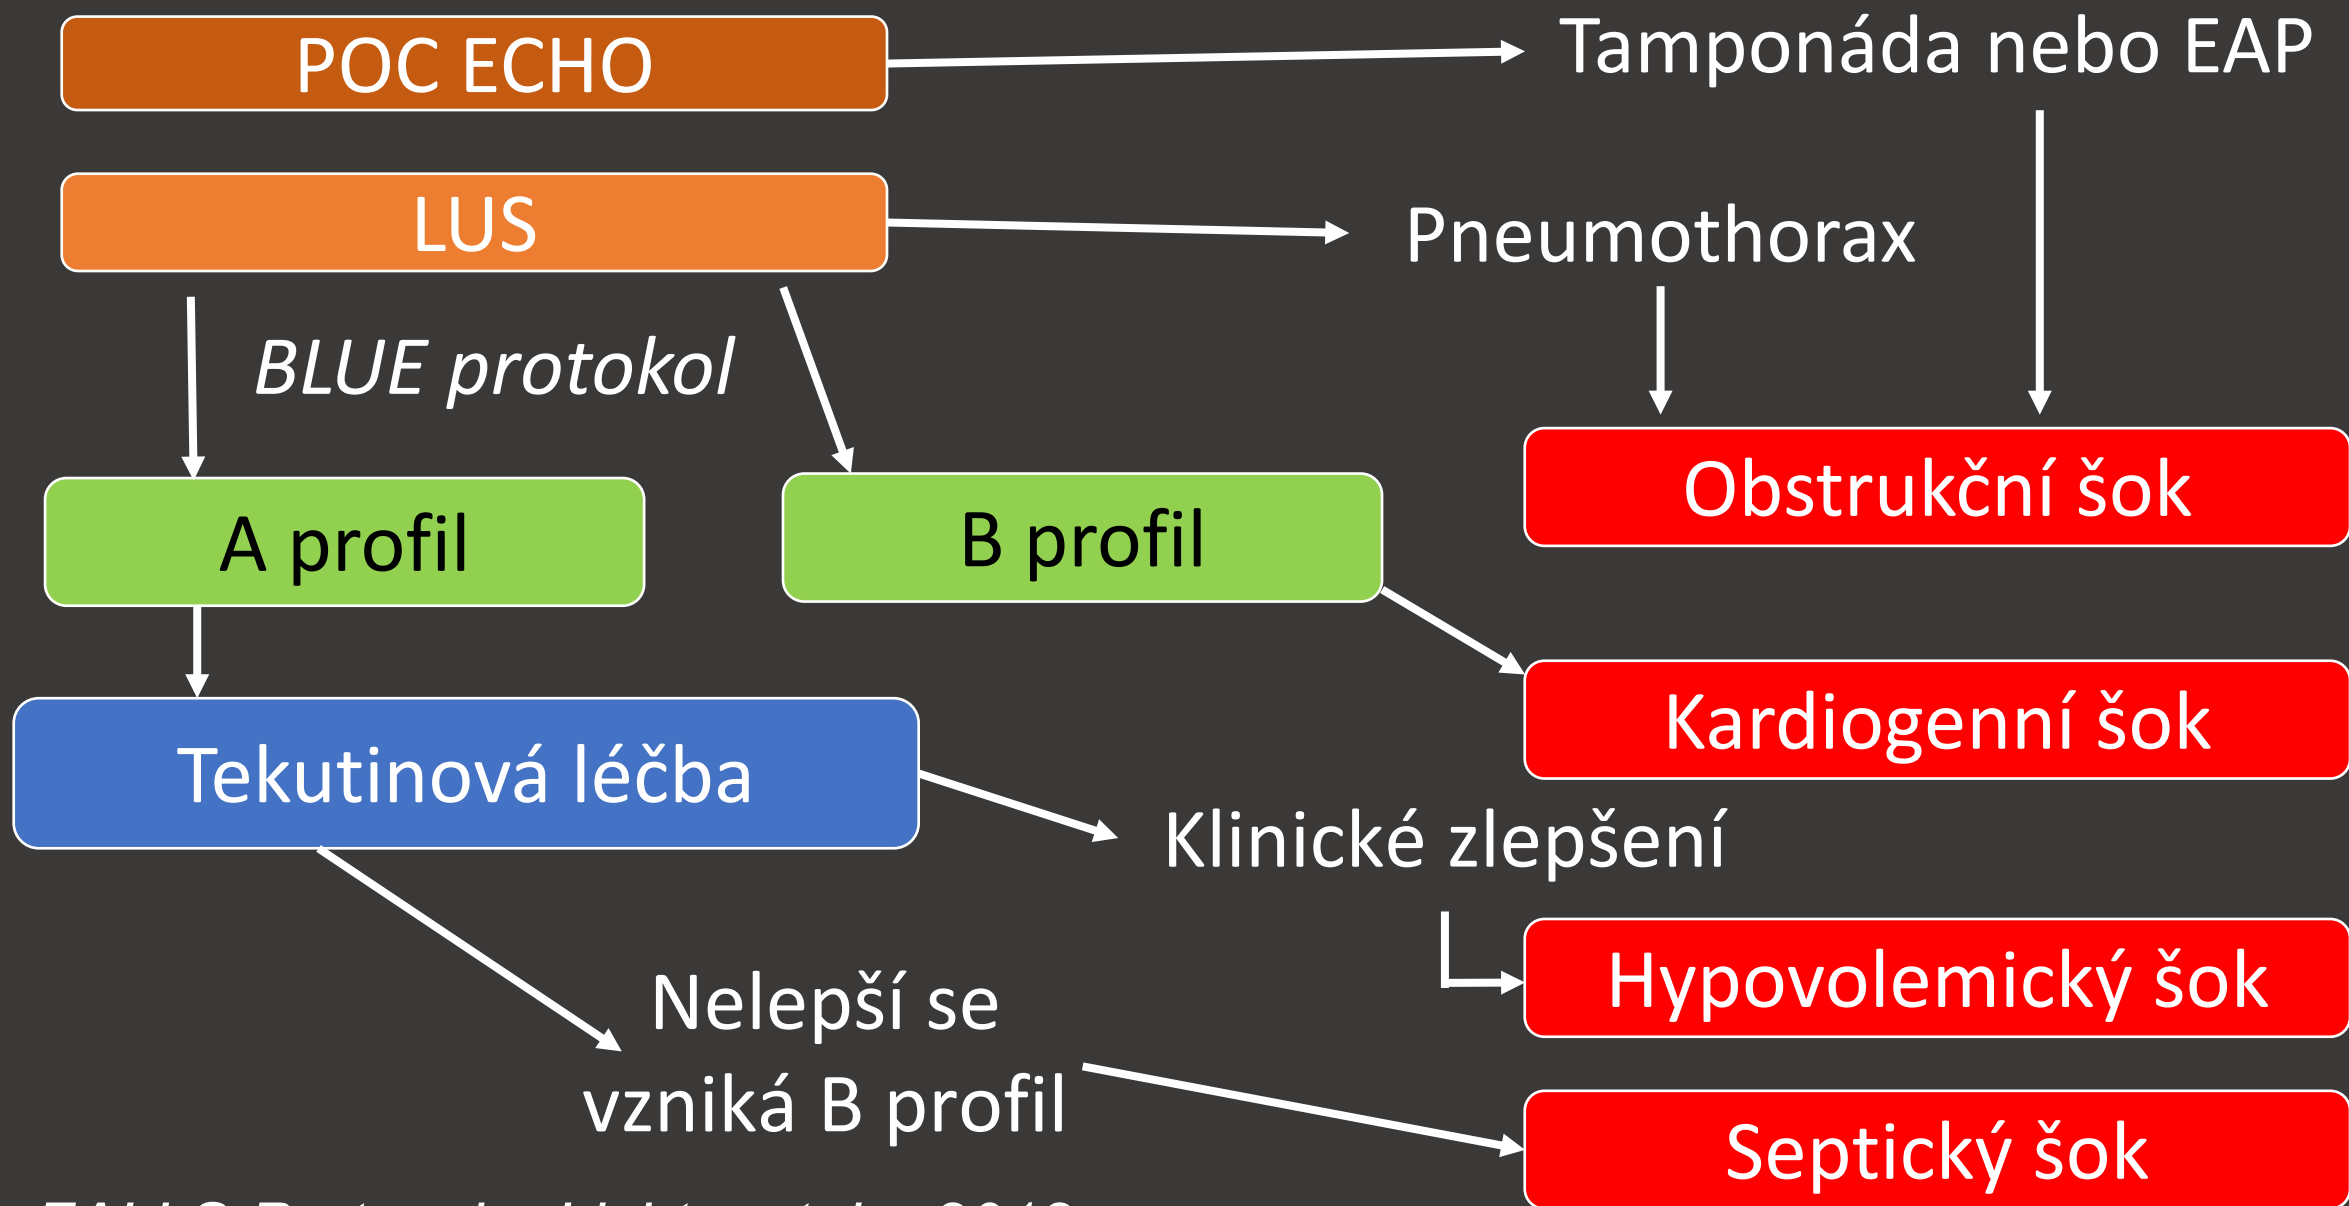 POC ECHO
Tamponáda nebo EAP
LUS
Pneumothorax
BLUE protokol
A profil
B profil
Obstrukční šok
Kardiogenní šok
Tekutinová léčba
Klinické zlepšení
Hypovolemický šok
Nelepší se
vzniká B profil
Septický šok